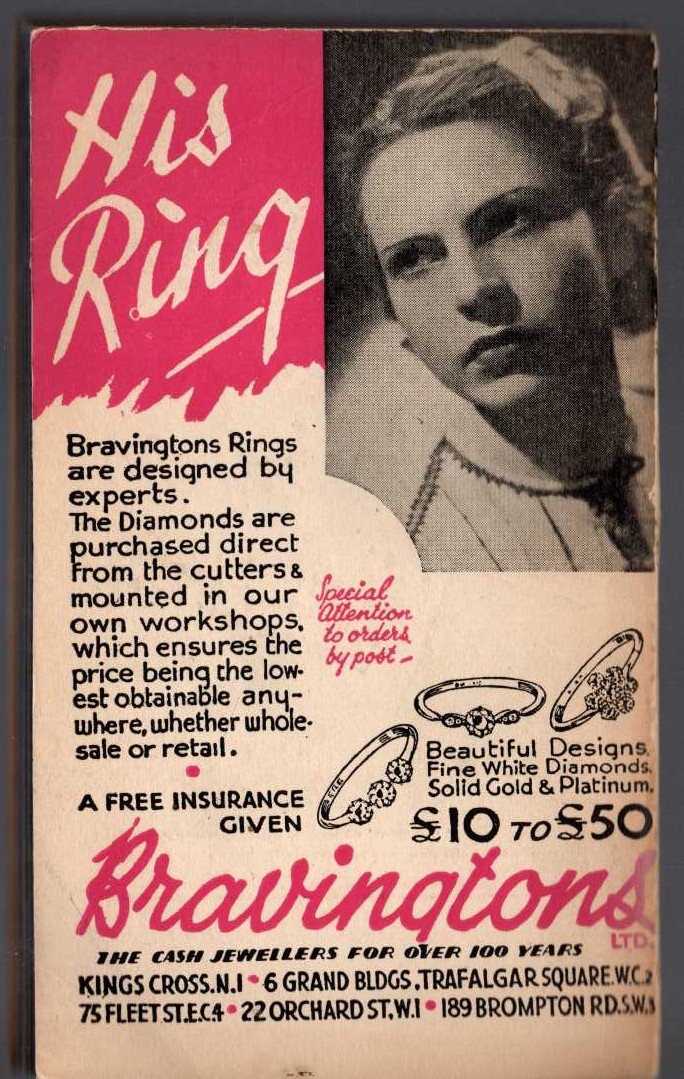 His
Ring
Bravingtons Rings
are designed by
experts.
The Diamonds are
purchased direct
from the cutters &
mounted in our
own workshops,
which ensures the
price being the low-
est obtainable any-
where, whether whole-
sale or retail.
A FREE INSURANCE
GIVEN
Special
Attention
to orders
by post –
Beautiful Designs.
Fine White Diamonds.
Solid Gold & Platinum.
£10 TO £50
Bravingtons
LTD.
THE CASH JEWELLERS FOR OVER 100 YEARS
KINGS CROSS.N.1 • 6 GRAND BLDGS.,TRAFALGAR SQUARE.W.C.2
75 FLEET ST.E.C.4 • 22 ORCHARD ST,W.1 • 189 BROMPTON RD.S.W.3